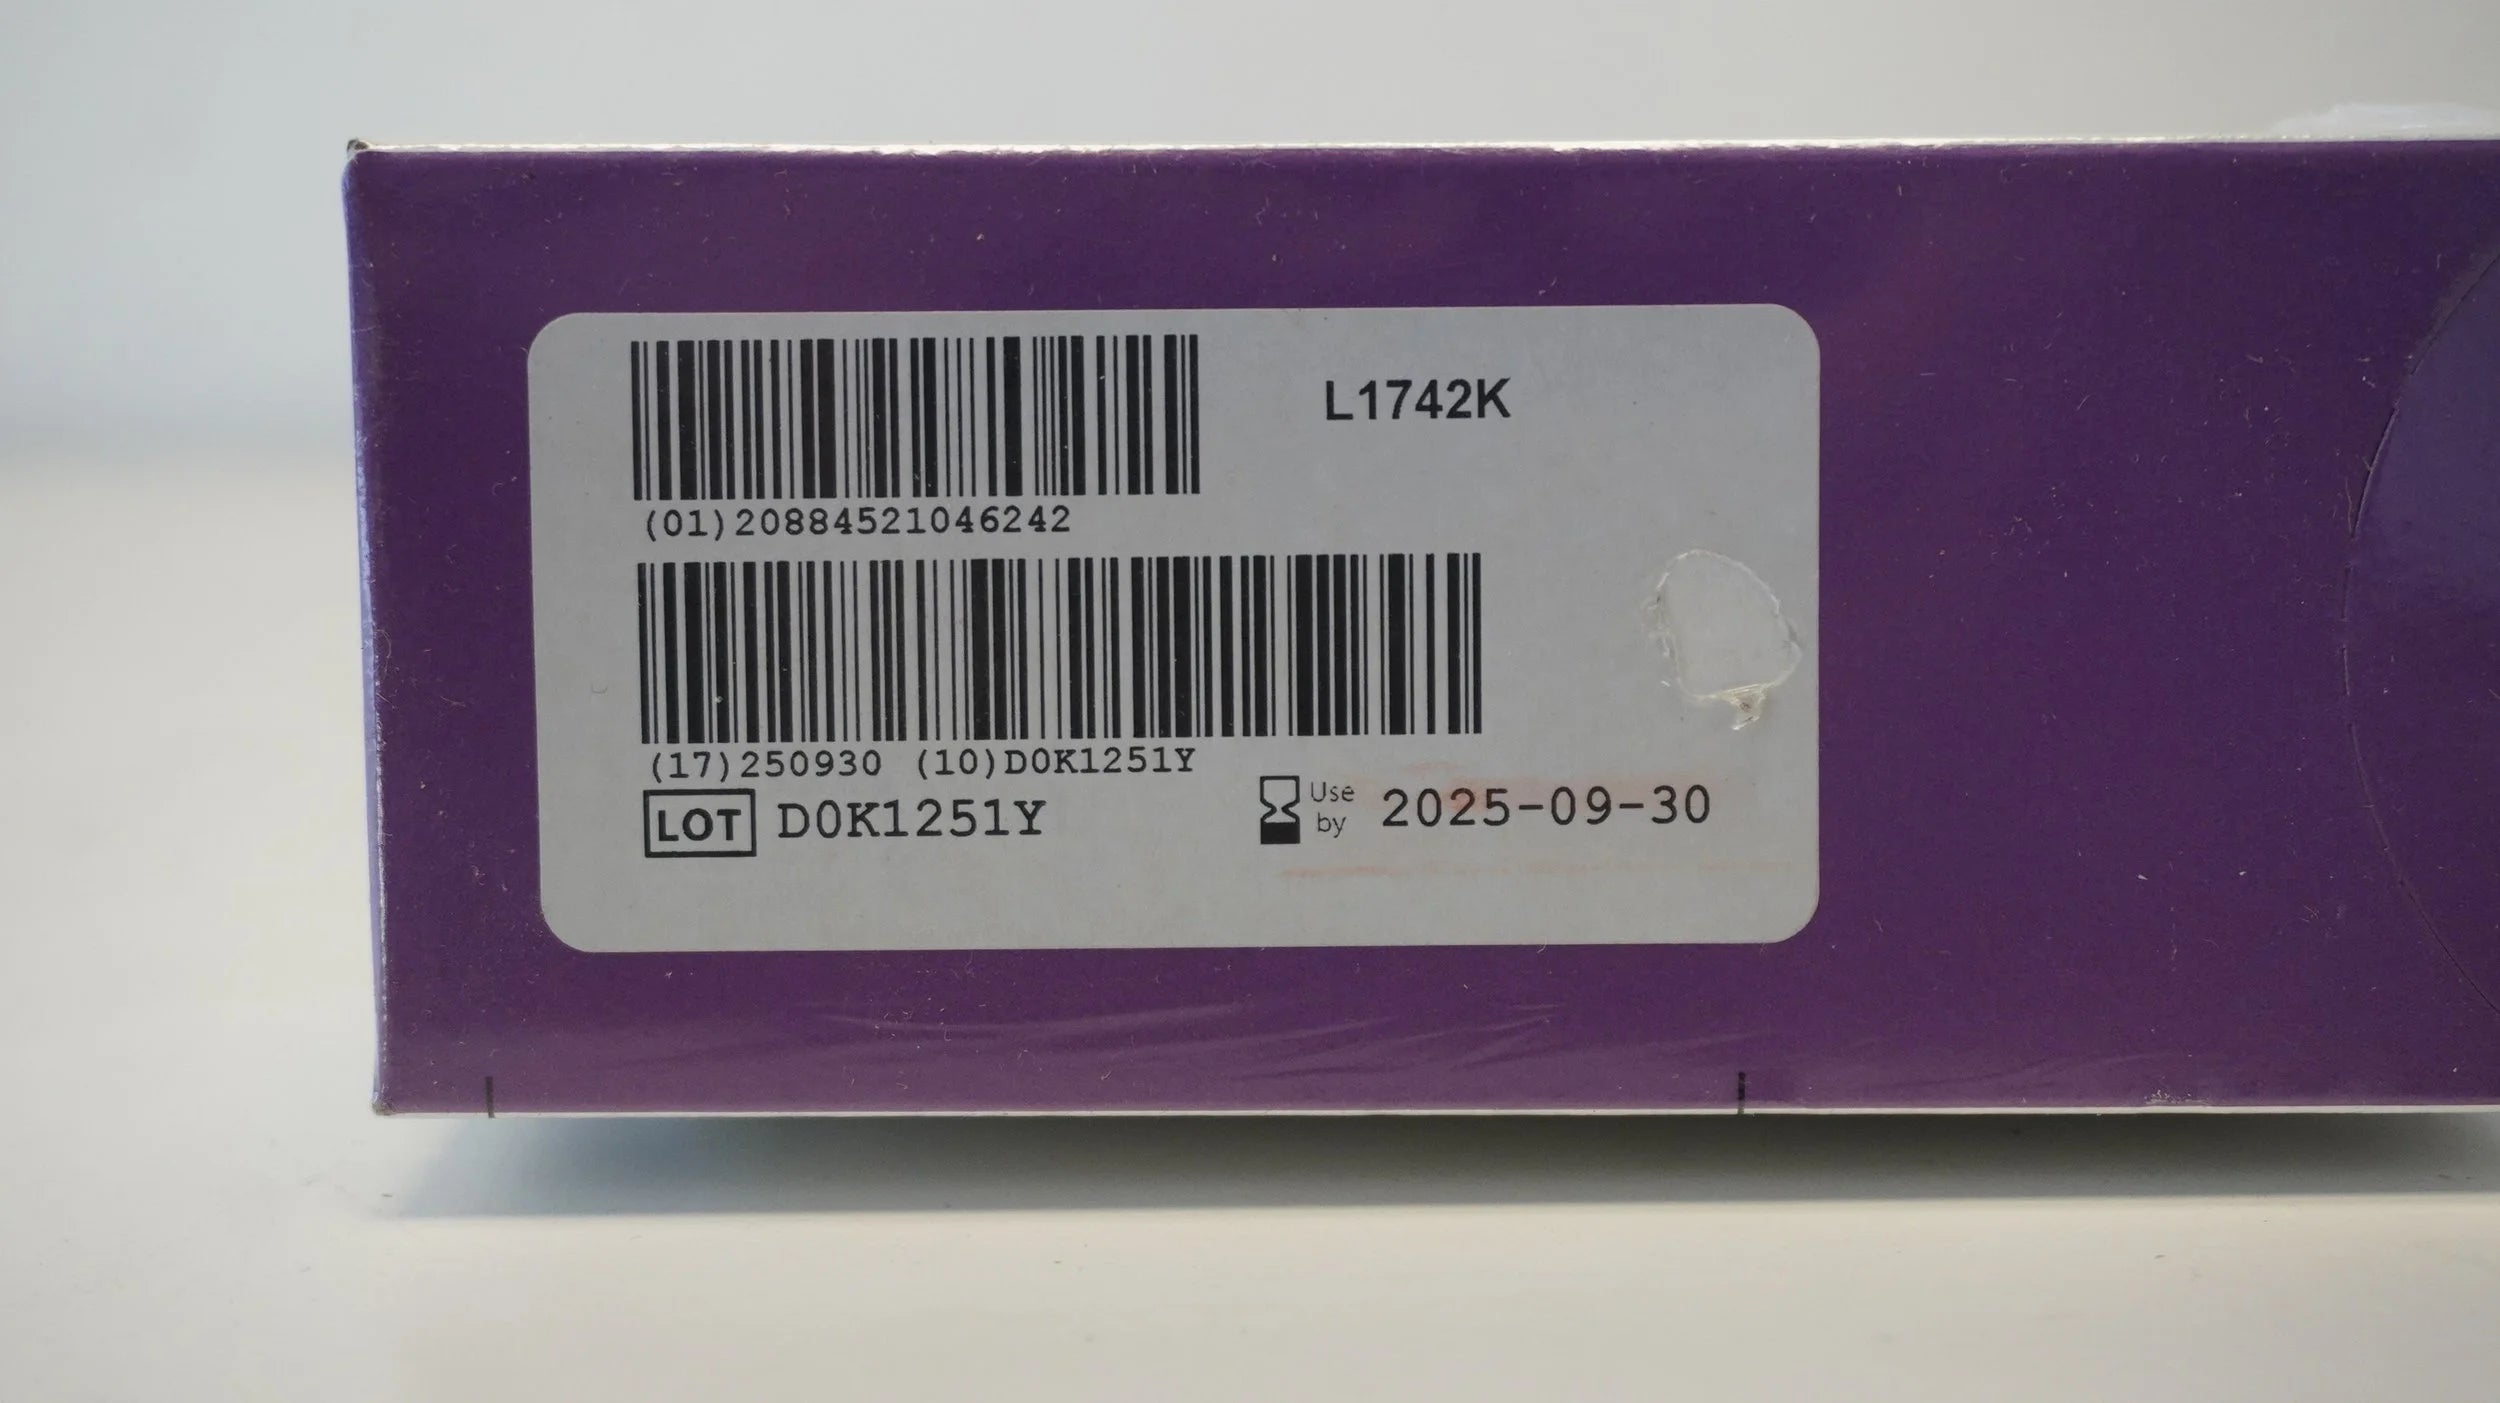 L1742K
(01)20884521046242
(17)250930 (10)D0K1251Y
LOT D0K1251Y
Use by 2025-09-30